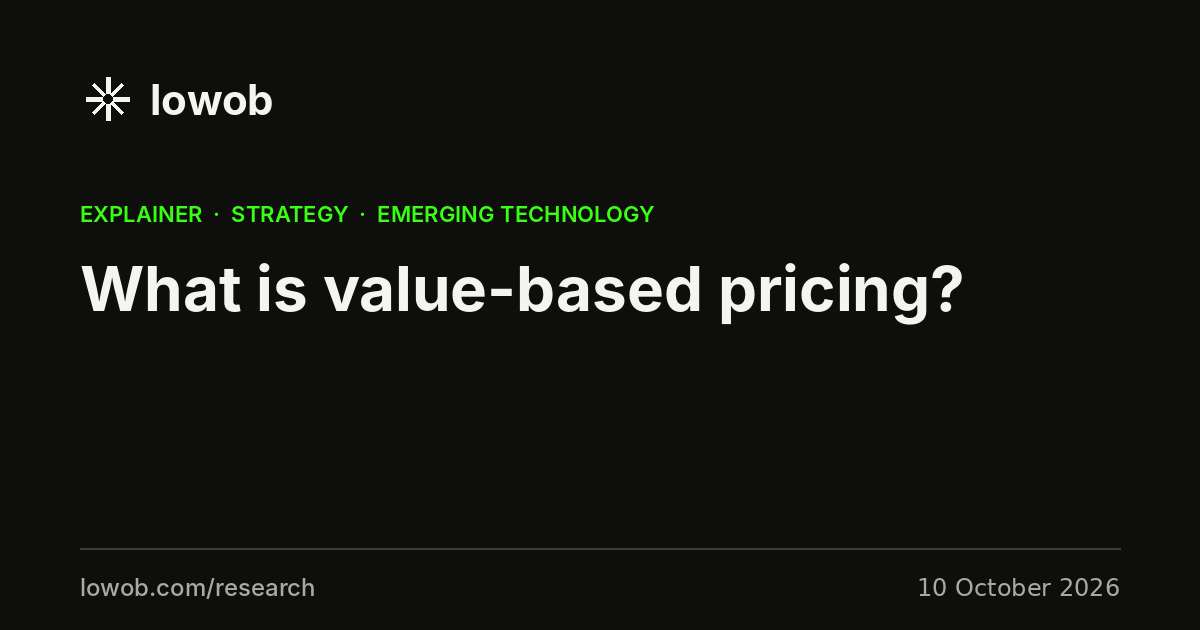 lowob
EXPLAINER · STRATEGY · EMERGING TECHNOLOGY
What is value-based pricing?
lowob.com/research
10 October 2026